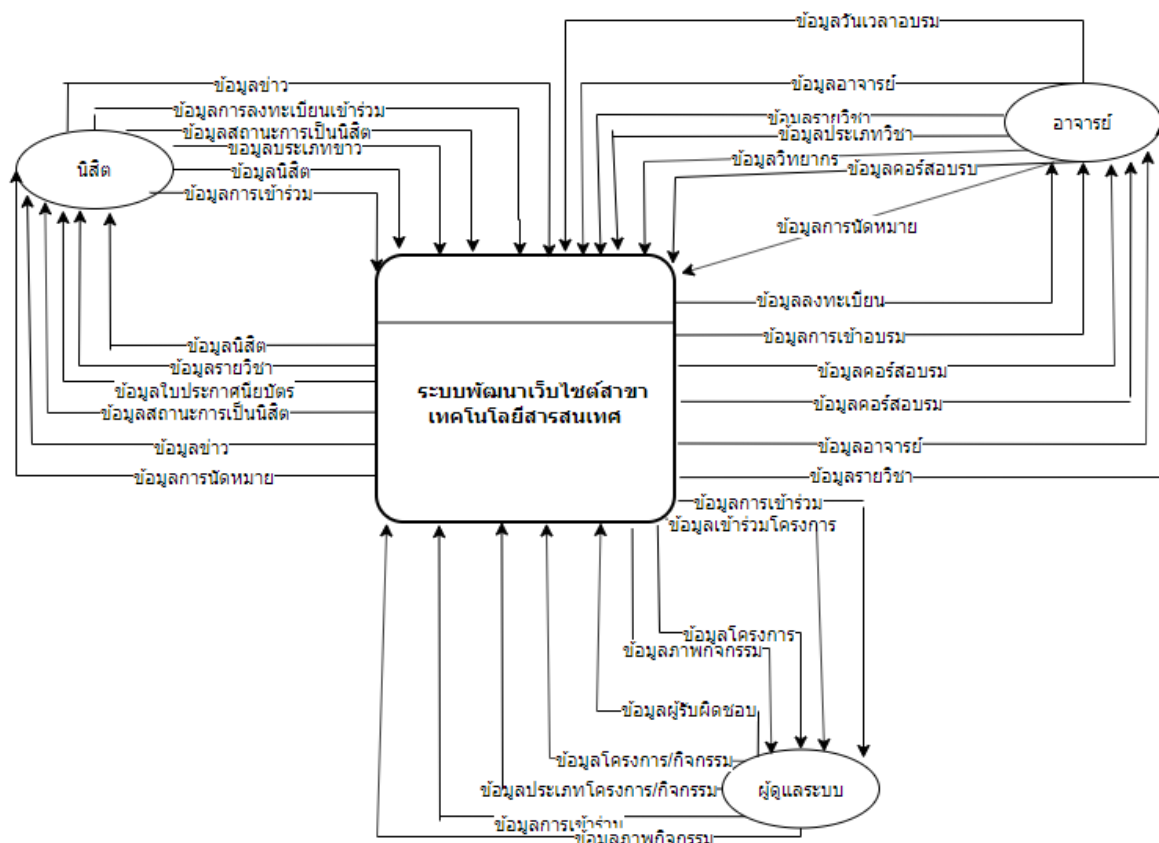 ข้อมูลวันเวลาอบรม
ข้อมูลข่าว
ข้อมูลอาจารย์
ข้อมูลการลงทะเบียนเข้าร่วม
ข้อมูลรายวิชา
อาจารย์
ข้อมูลสถานะการเป็นนิสิต
ข้อมูลประเภทวิชา
ข้อมูลประเภทข่าว
ข้อมูลวิทยากร
นิสิต
ข้อมูลนิสิต
ข้อมูลคอร์สอบรบ
ข้อมูลการเข้าร่วม
ข้อมูลการนัดหมาย
ข้อมูลลงทะเบียน
ข้อมูลการเข้าอบรม
ข้อมูลนิสิต
ข้อมูลรายวิชา
ข้อมูลคอร์สอบรม
ข้อมูลใบประกาศนียบัตร
ระบบพัฒนาเว็บไซต์สาขา
เทคโนโลยีสารสนเทศ
ข้อมูลคอร์สอบรม
ข้อมูลสถานะการเป็นนิสิต
ข้อมูลข่าว
ข้อมูลอาจารย์
ข้อมูลการนัดหมาย
ข้อมูลรายวิชา
ข้อมูลการเข้าร่วม
ข้อมูลเข้าร่วมโครงการ
ข้อมูลโครงการ
ข้อมูลภาพกิจกรรม
ข้อมูลผู้รับผิดชอบ
ข้อมูลโครงการ/กิจกรรม
ข้อมูลประเภทโครงการ/กิจกรรม
ผู้ดูแลระบบ
ข้อมูลการเข้าร่วม
ข้อมูลภาพกิจกรรม